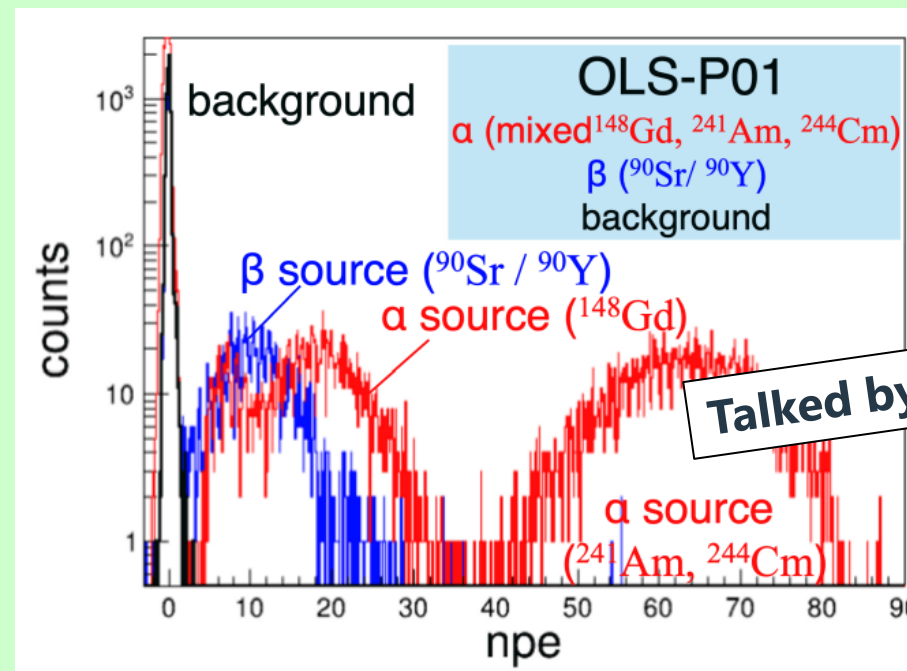 OLS-P01
α (mixed¹⁴⁸Gd, ²⁴¹Am, ²⁴⁴Cm)
β (⁹⁰Sr/ ⁹⁰Y)
background
background
β source (⁹⁰Sr / ⁹⁰Y)
α source (¹⁴⁸Gd)
Talked by
α source
(²⁴¹Am, ²⁴⁴Cm)
counts
10³
10²
10
1
0 10 20 30 40 50 60 70 80
npe